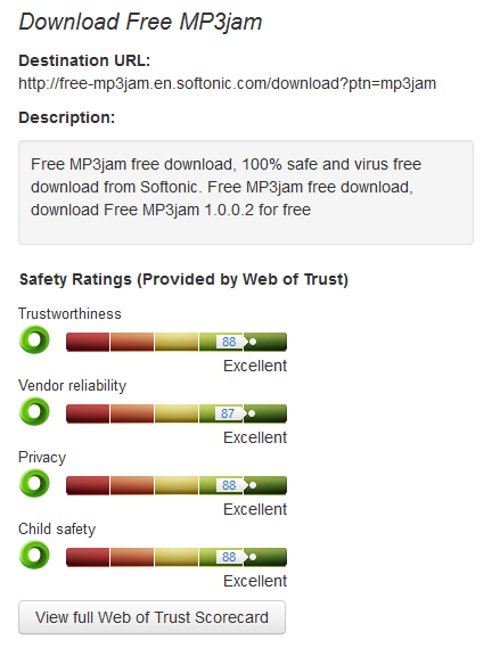 Download Free MP3jam
Destination URL:
http://free-mp3jam.en.softonic.com/download?ptn=mp3jam
Description:
Free MP3jam free download, 100% safe and virus free
download from Softonic. Free MP3jam free download,
download Free MP3jam 1.0.0.2 for free
Safety Ratings (Provided by Web of Trust)
Trustworthiness
88
Excellent
Vendor reliability
87
Excellent
Privacy
88
Excellent
Child safety
88
Excellent
View full Web of Trust Scorecard